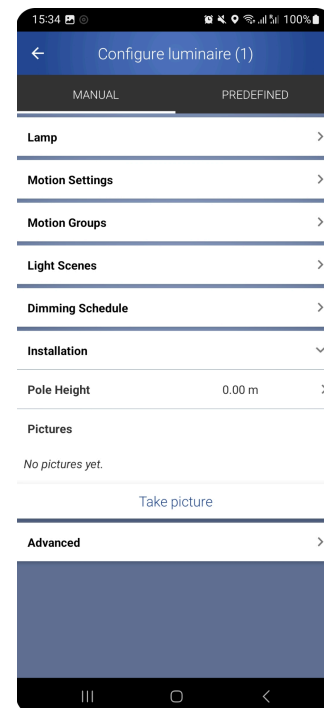 15:34 100%
Configure luminaire (1)
MANUAL PREDEFINED
Lamp
Motion Settings
Motion Groups
Light Scenes
Dimming Schedule
Installation
Pole Height 0.00 m
Pictures
No pictures yet.
Take picture
Advanced